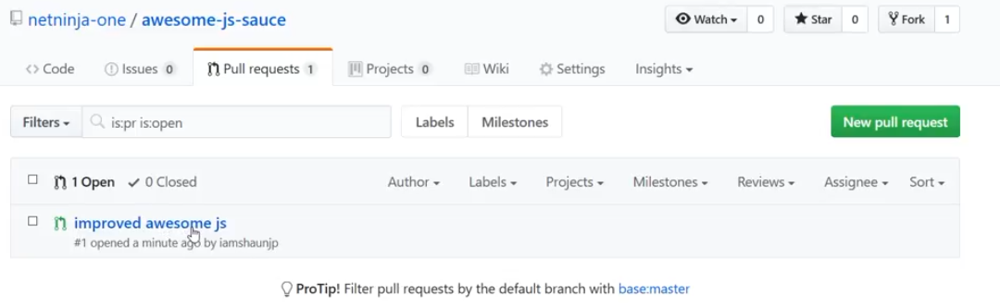 netninja-one / awesome-js-sauce Watch 0 Star 0 Fork 1
Code Issues 0 Pull requests 1 Projects 0 Wiki Settings Insights
Filters is:pr is:open Labels Milestones New pull request
1 Open 0 Closed Author Labels Projects Milestones Reviews Assignee Sort
improved awesome js
#1 opened a minute ago by iamshaunjp
ProTip! Filter pull requests by the default branch with base:master